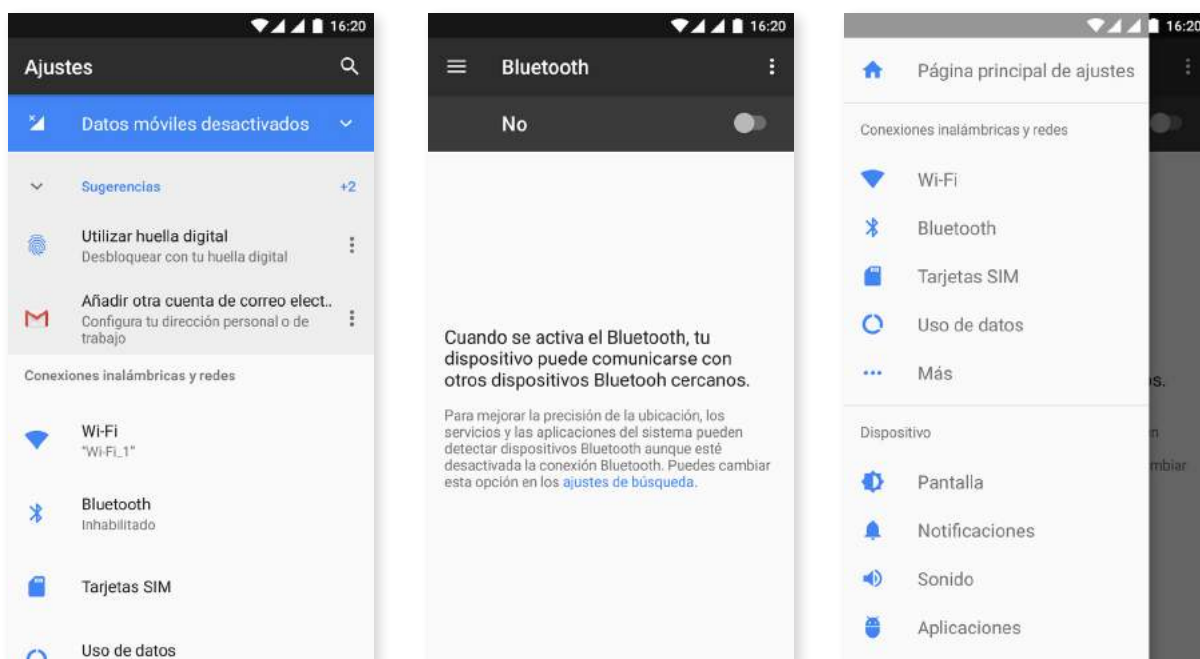 16:20
Ajustes
Datos móviles desactivados
Sugerencias +2
Utilizar huella digital
Desbloquear con tu huella digital
Añadir otra cuenta de correo elect..
Configura tu dirección personal o de
trabajo
Conexiones inalámbricas y redes
Wi-Fi
"Wi-Fi_1"
Bluetooth
Inhabilitado
Tarjetas SIM
Uso de datos
16:20
Bluetooth
No
Cuando se activa el Bluetooth, tu
dispositivo puede comunicarse con
otros dispositivos Bluetooh cercanos.
Para mejorar la precisión de la ubicación, los
servicios y las aplicaciones del sistema pueden
detectar dispositivos Bluetooth aunque esté
desactivada la conexión Bluetooth. Puedes cambiar
esta opción en los ajustes de búsqueda.
16:20
Página principal de ajustes
Conexiones inalámbricas y redes
Wi-Fi
Bluetooth
Tarjetas SIM
Uso de datos
Más
Dispositivo
Pantalla
Notificaciones
Sonido
Aplicaciones